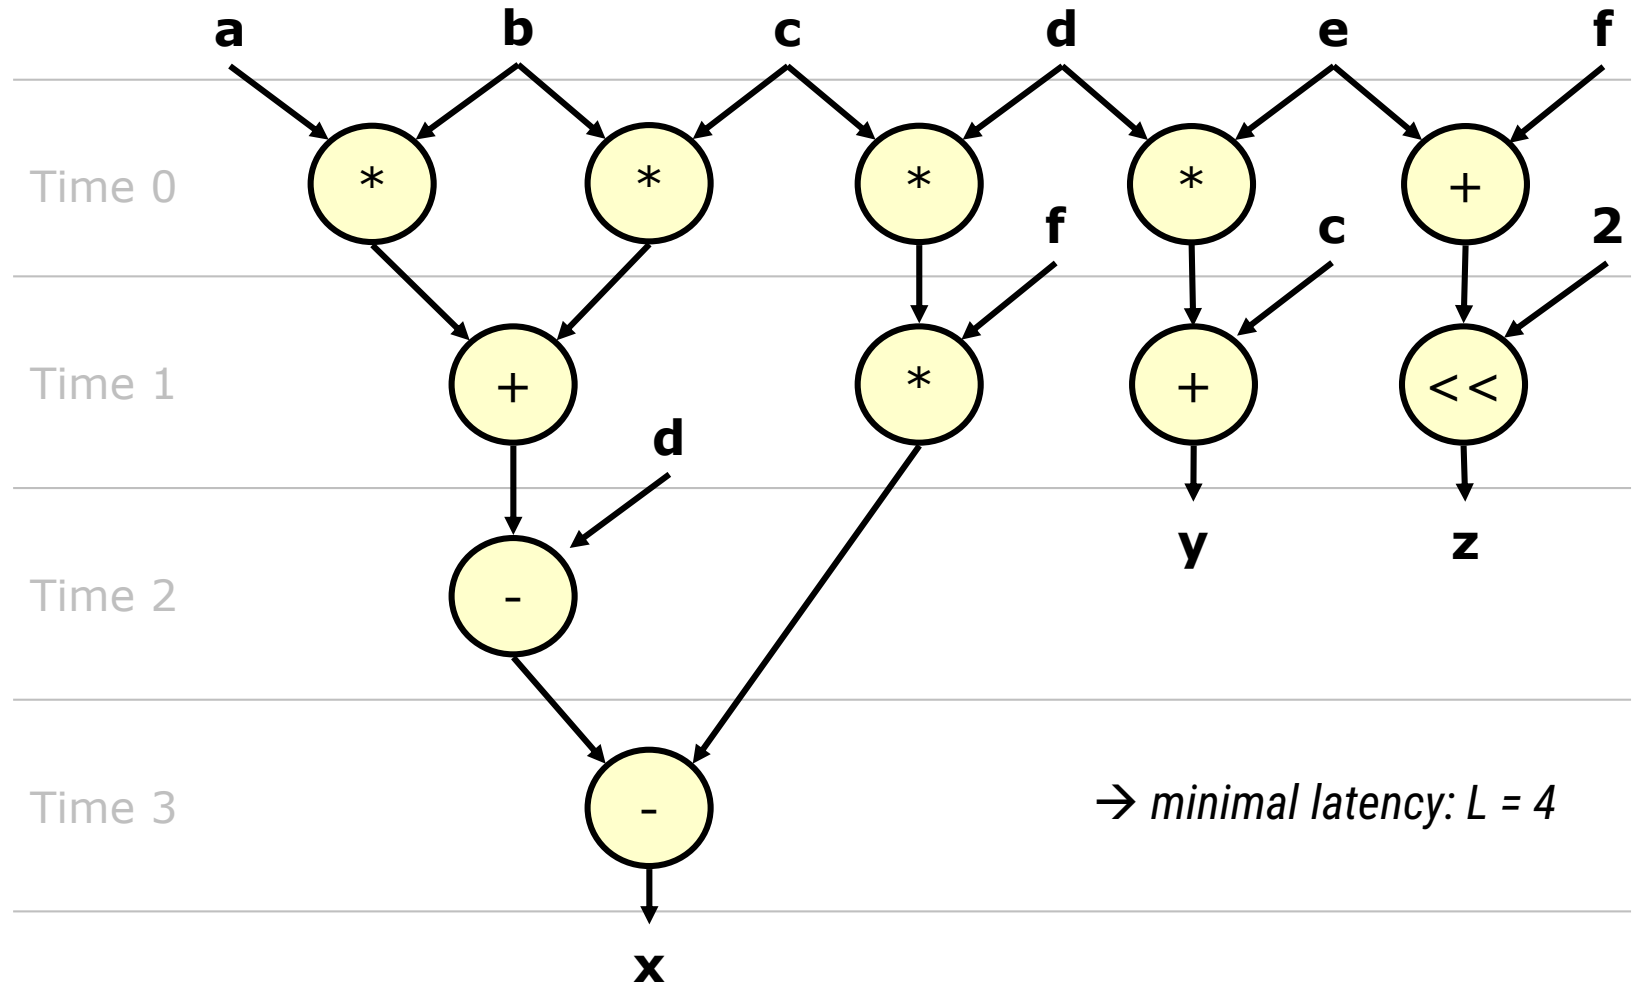 a b c d e f
Time 0 * * * * +
f c 2
Time 1 + * + <<
d
y z
Time 2 -
Time 3 - → minimal latency: L = 4
x